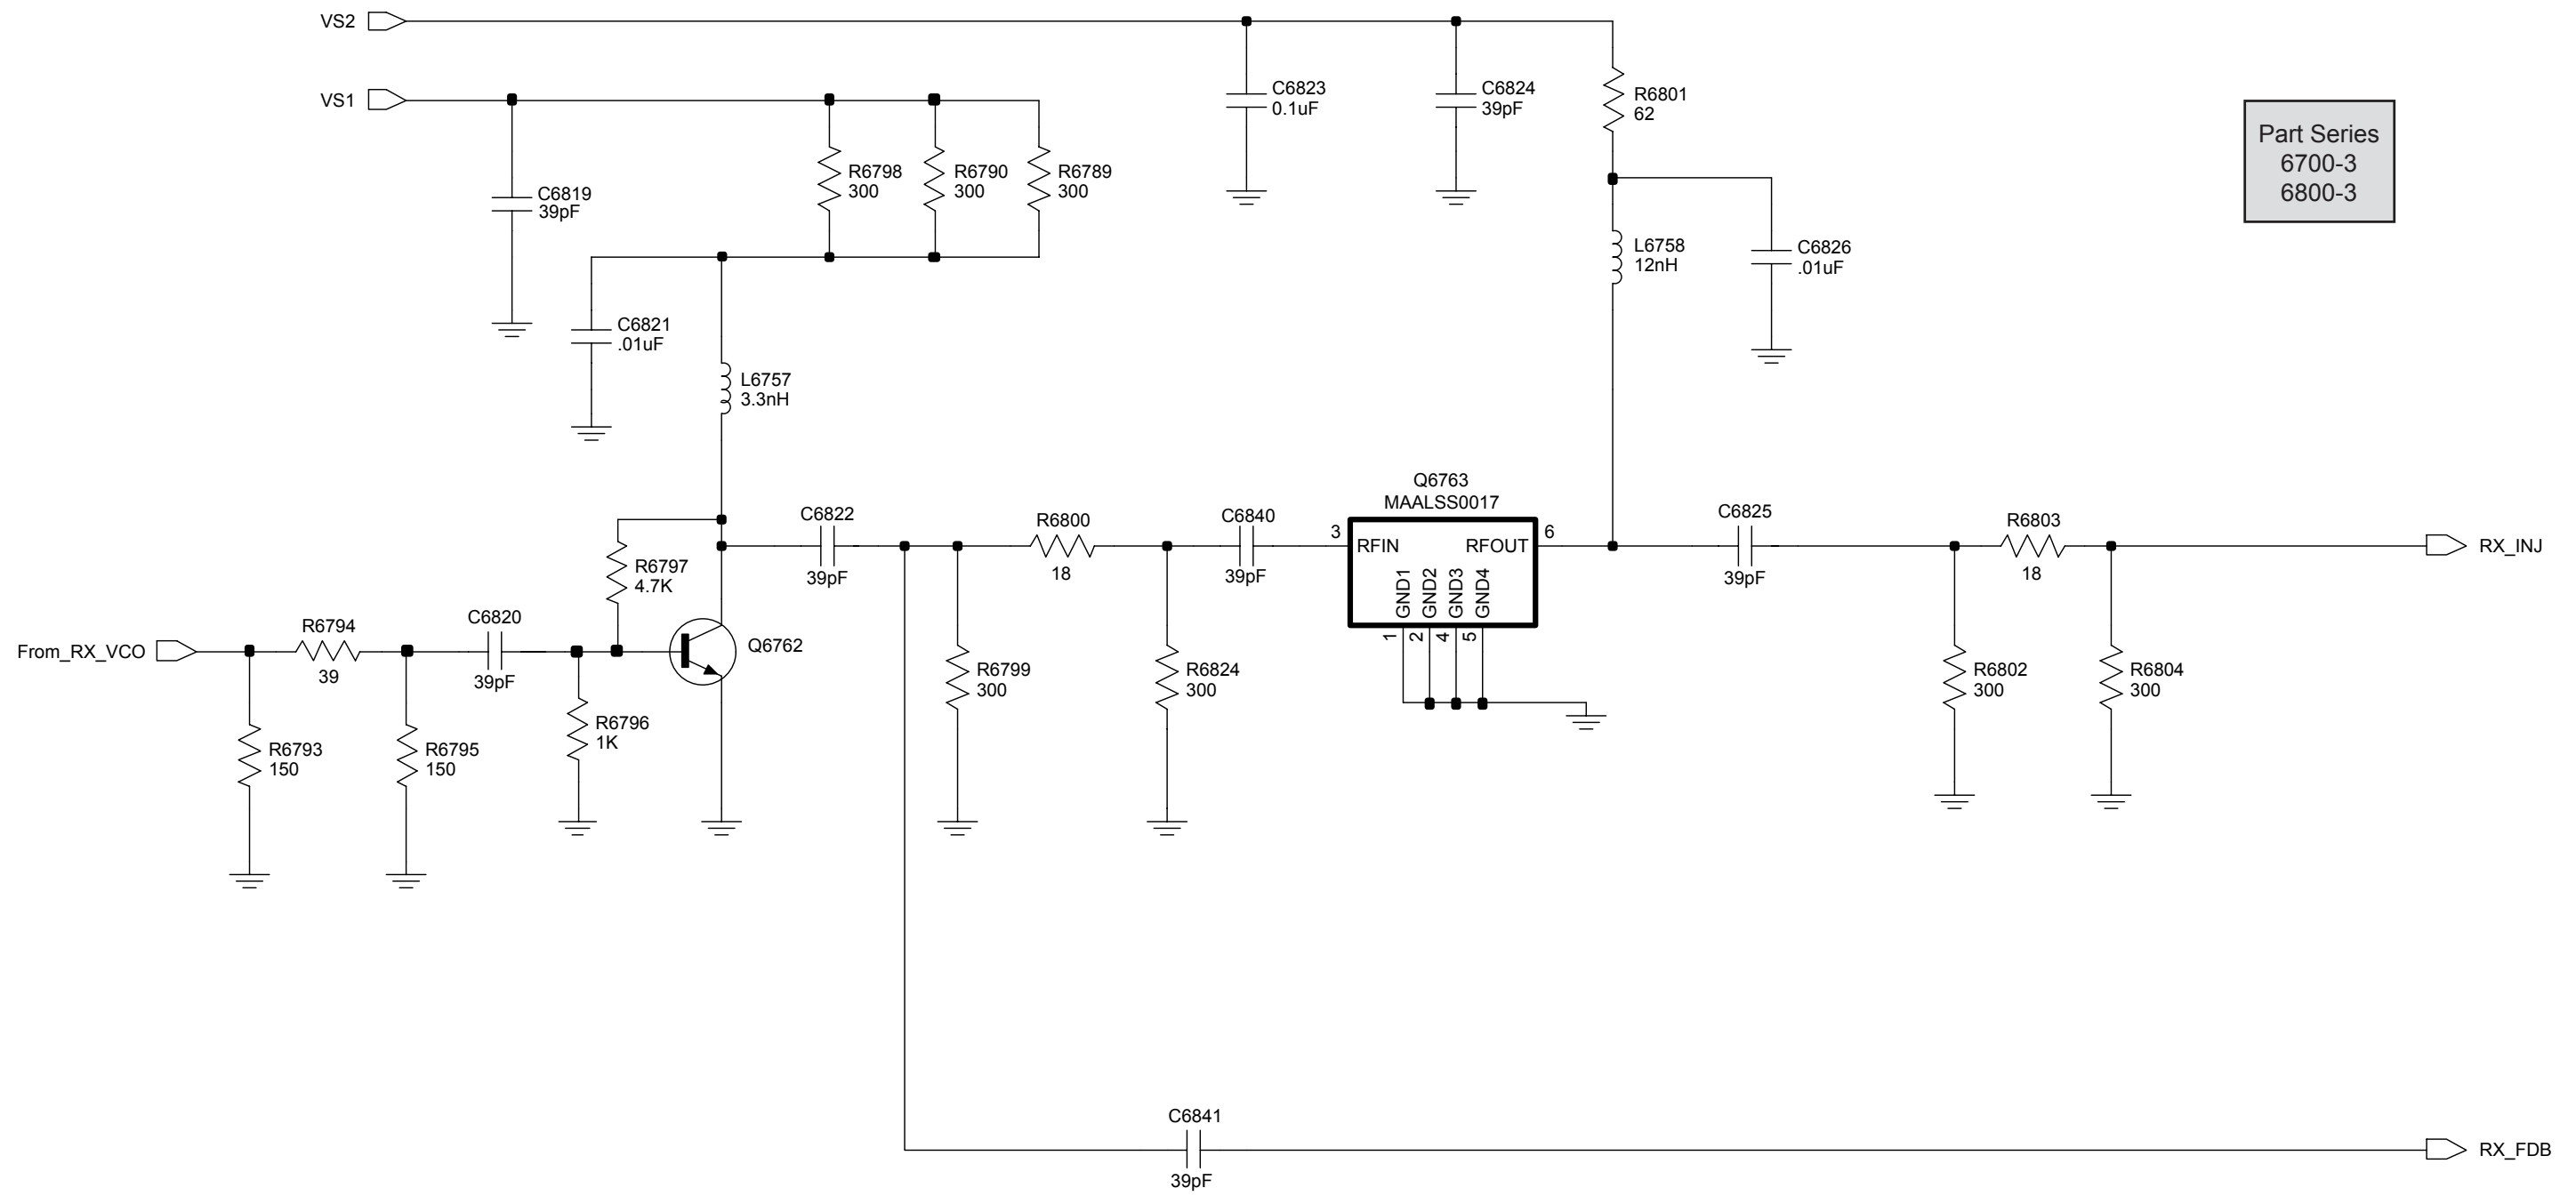 VS2
VS1
C6823
0.1uF
C6824
39pF
R6801
62
Part Series
6700-3
6800-3
C6819
39pF
R6798
300
R6790
300
R6789
300
L6758
12nH
C6826
.01uF
C6821
.01uF
L6757
3.3nH
Q6763
MAALSS0017
C6822
39pF
R6800
18
C6840
39pF
3
RFIN
RFOUT
6
GND1
GND2
GND3
GND4
1
2
4
5
C6825
39pF
R6803
18
RX_INJ
R6797
4.7K
From_RX_VCO
R6794
39
C6820
39pF
Q6762
R6799
300
R6824
300
R6802
300
R6804
300
R6793
150
R6795
150
R6796
1K
C6841
39pF
RX_FDB